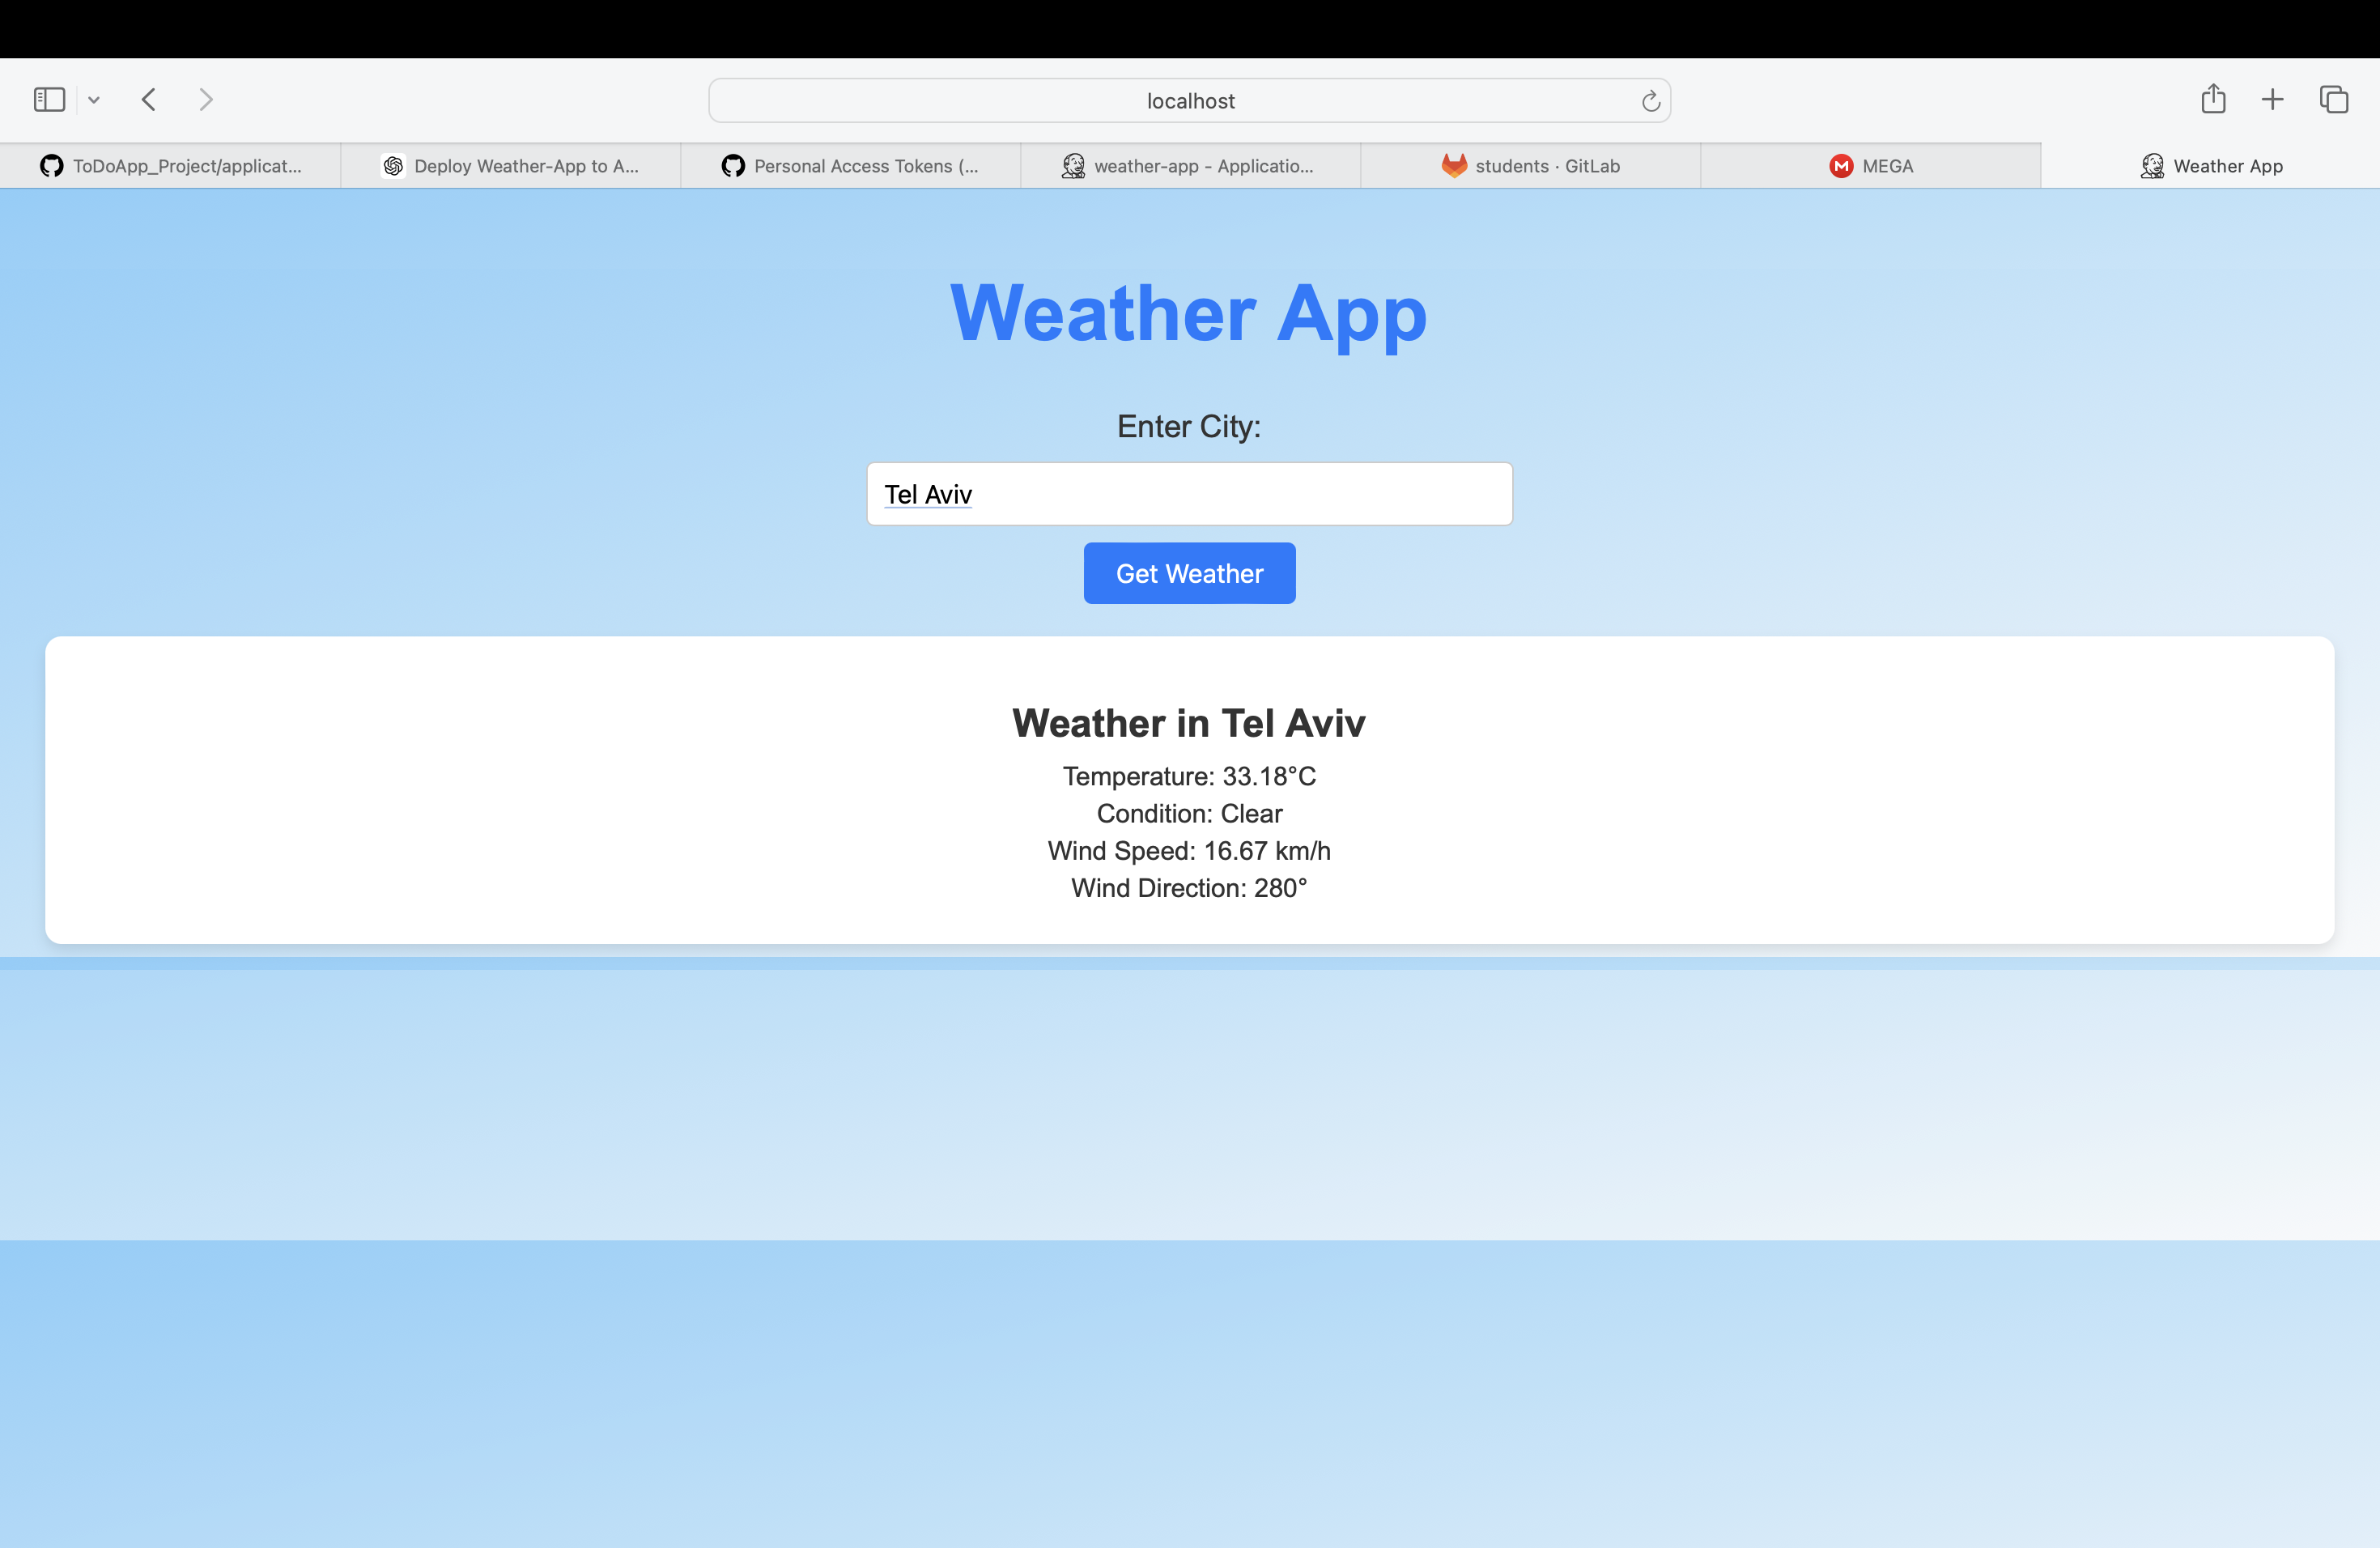 localhost
ToDoApp_Project/applicat...
Deploy Weather-App to A...
Personal Access Tokens (...
weather-app - Applicatio...
students · GitLab
MEGA
Weather App
Weather App
Enter City:
Tel Aviv
Get Weather
Weather in Tel Aviv
Temperature: 33.18°C
Condition: Clear
Wind Speed: 16.67 km/h
Wind Direction: 280°